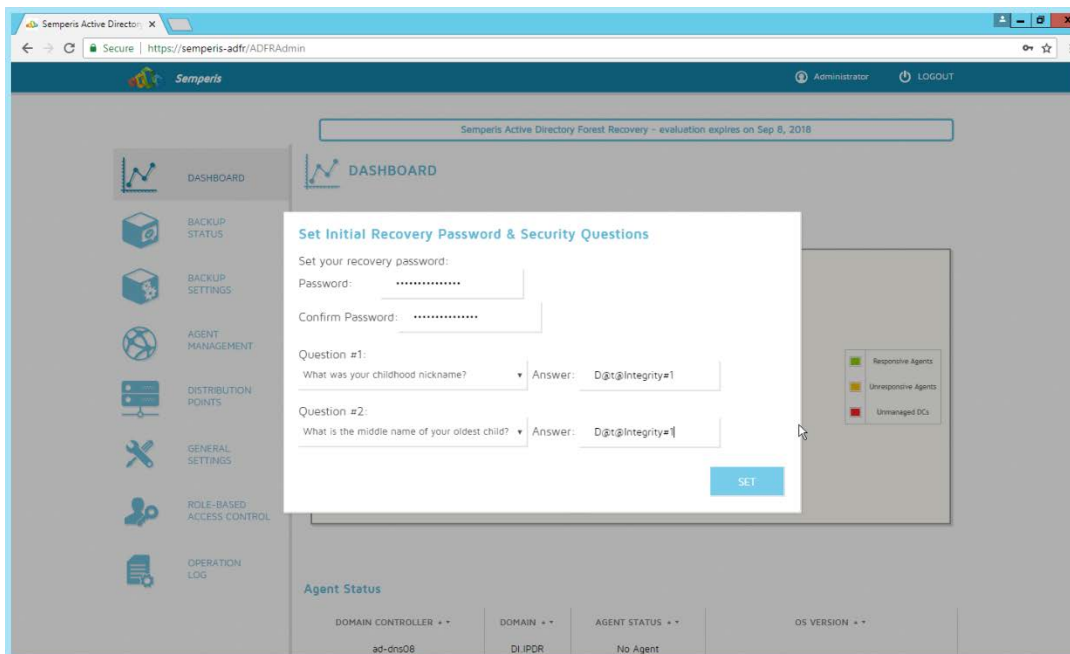 Semperis Active Director
Secure | https://semperis-adfr/ADFRAdmin
Semperis
Administrator
LOGOUT
Semperis Active Directory Forest Recovery - evaluation expires on Sep 8, 2018
DASHBOARD
DASHBOARD
BACKUP
STATUS
BACKUP
SETTINGS
AGENT
MANAGEMENT
DISTRIBUTION
POINTS
GENERAL
SETTINGS
ROLE-BASED
ACCESS CONTROL
OPERATION
LOG
Set Initial Recovery Password & Security Questions
Set your recovery password:
Password: •••••••••••••••
Confirm Password: •••••••••••••••
Question #1:
What was your childhood nickname? Answer: D@t@Integrity#1
Question #2:
What is the middle name of your oldest child? Answer: D@t@Integrity#1
SET
Responsive Agents
Unresponsive Agents
Unmanaged DCs
Agent Status
DOMAIN CONTROLLER DOMAIN AGENT STATUS OS VERSION
ad-dns08 DI.IPDR No Agent